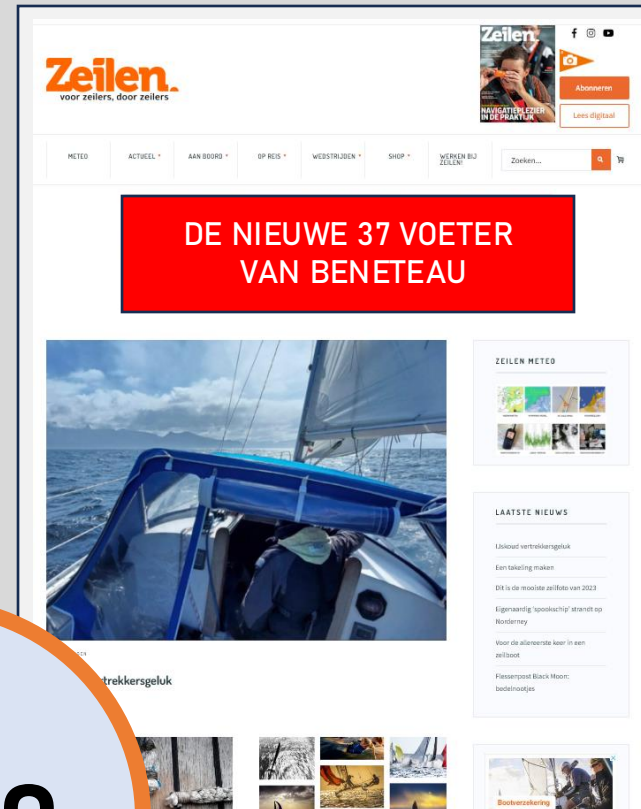 Zeilen.
voor zeilers, door zeilers
Zeilen
NAVIGATIEPLEZIER
IN DE PRAKTIJK
Abonneren
Lees digitaal
METEO
ACTUEEL
AAN BOORD
OP REIS
WEDSTRIJDEN
SHOP
WERKEN BIJ
ZEILEN!
Zoeken...
DE NIEUWE 37 VOETER
VAN BENETEAU
ZEILEN METEO
LAATSTE NIEUWS
IJskoud vertrekkersgeluk
Een takeling maken
Dit is de mooiste zeilfoto van 2023
Eigenaardig 'spookschip' strandt op
Norderney
Voor de allereerste keer in een
zeilboot
Flessenpost Black Moon:
bedelnootjes
trekkersgeluk
Bootverzekering